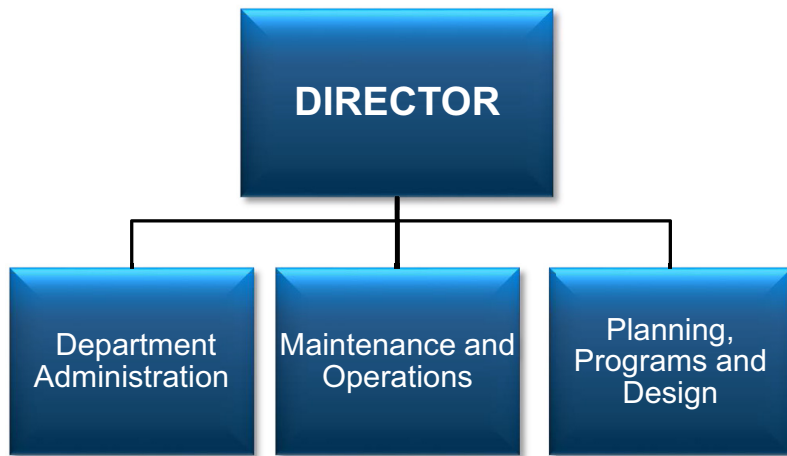 DIRECTOR
Department
Administration
Maintenance and
Operations
Planning,
Programs and
Design